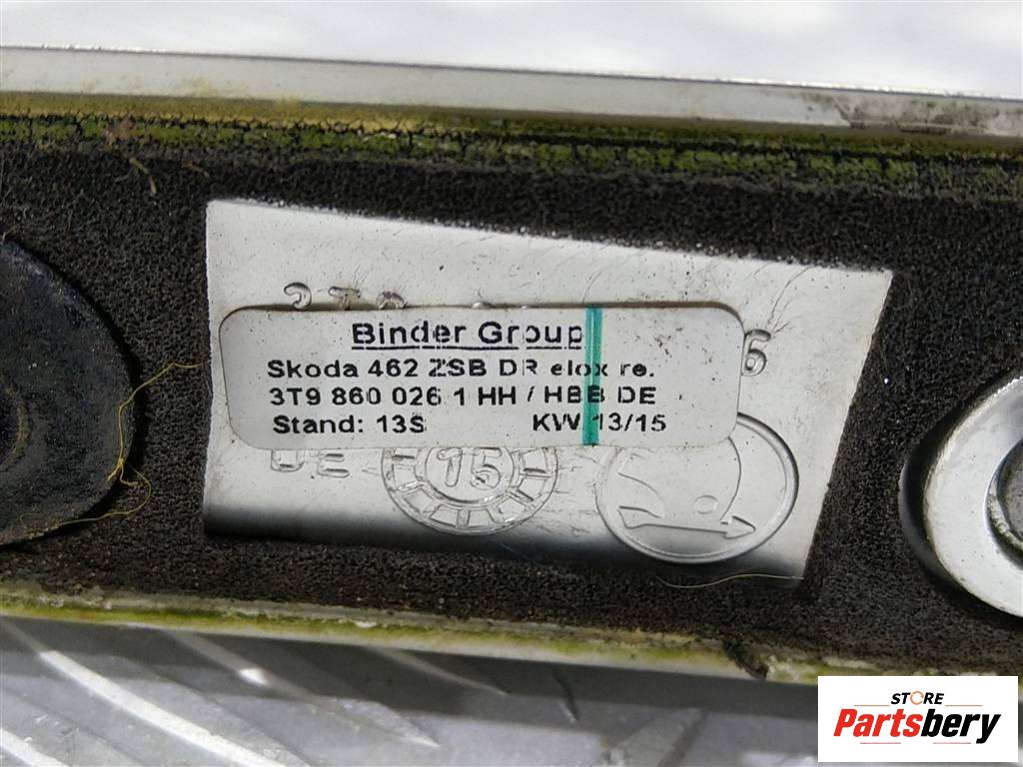 Binder Group
Skoda 462 ZSB DR elox re.
3T9 860 026 1 HH / HBB DE
Stand: 13S KW 13/15
DE
15
STORE
Partsbery